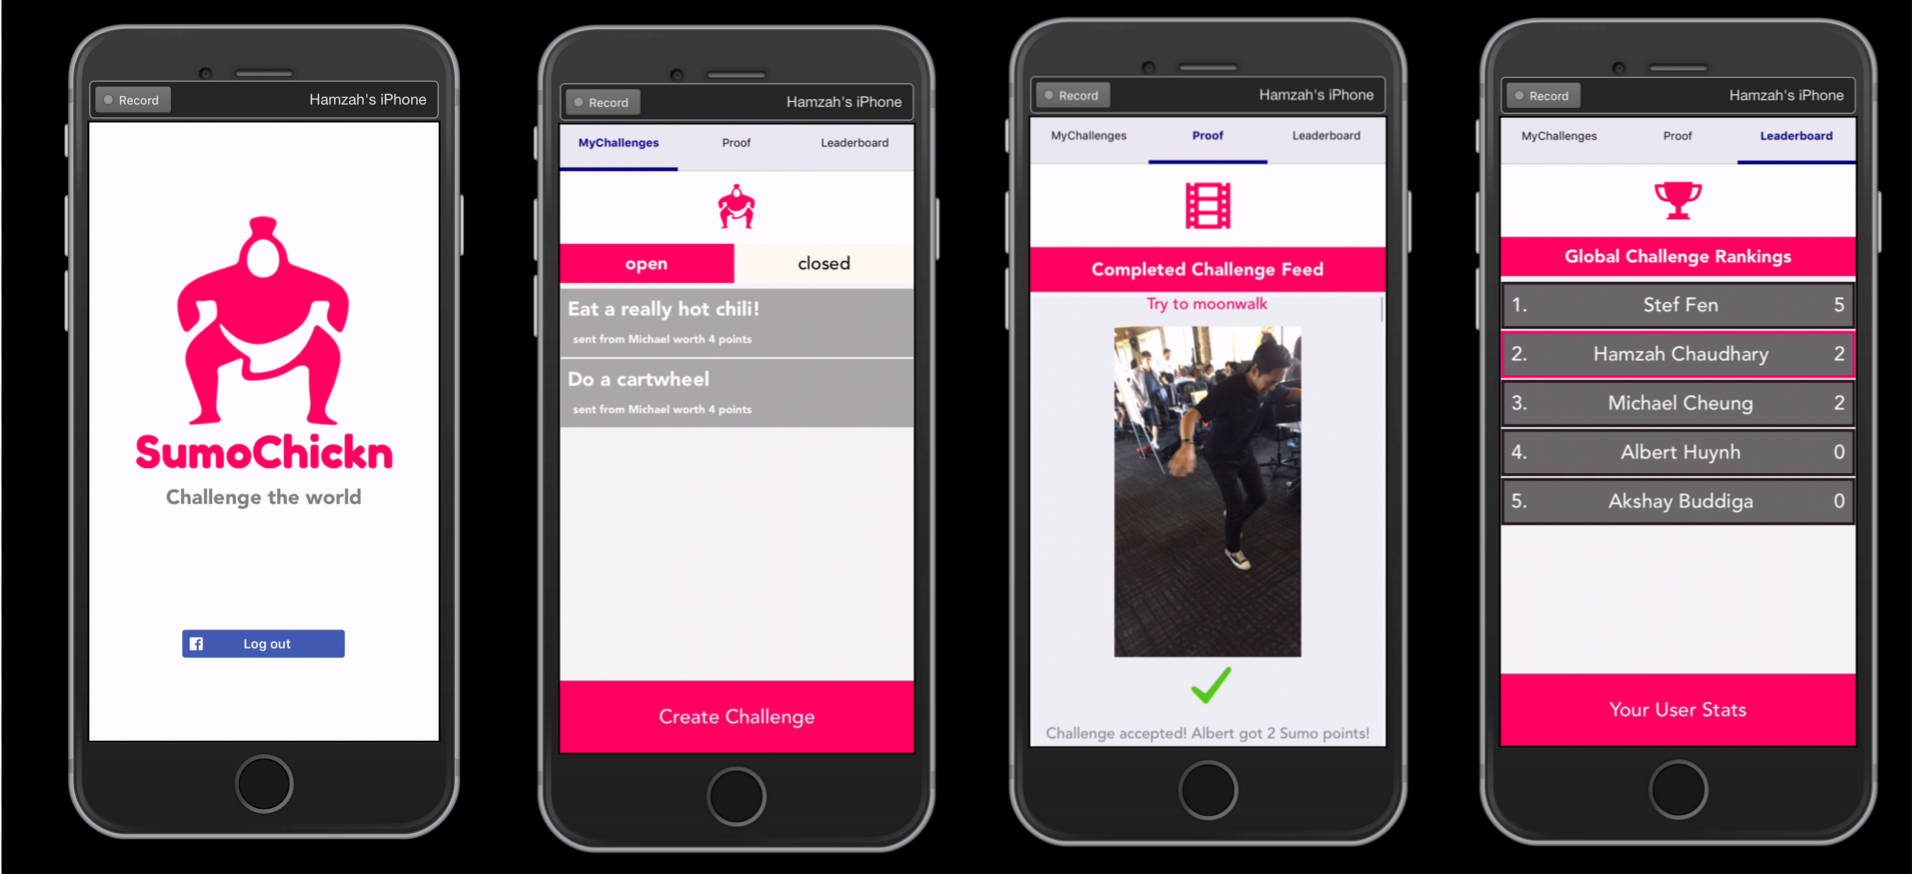 Record
Hamzah's iPhone
SumoChickn
Challenge the world
Log out
Record
Hamzah's iPhone
MyChallenges Proof Leaderboard
open closed
Eat a really hot chili!
sent from Michael worth 4 points
Do a cartwheel
sent from Michael worth 4 points
Create Challenge
Record
Hamzah's iPhone
MyChallenges Proof Leaderboard
Completed Challenge Feed
Try to moonwalk
Challenge accepted! Albert got 2 Sumo points!
Record
Hamzah's iPhone
MyChallenges Proof Leaderboard
Global Challenge Rankings
1. Stef Fen 5
2. Hamzah Chaudhary 2
3. Michael Cheung 2
4. Albert Huynh 0
5. Akshay Buddiga 0
Your User Stats